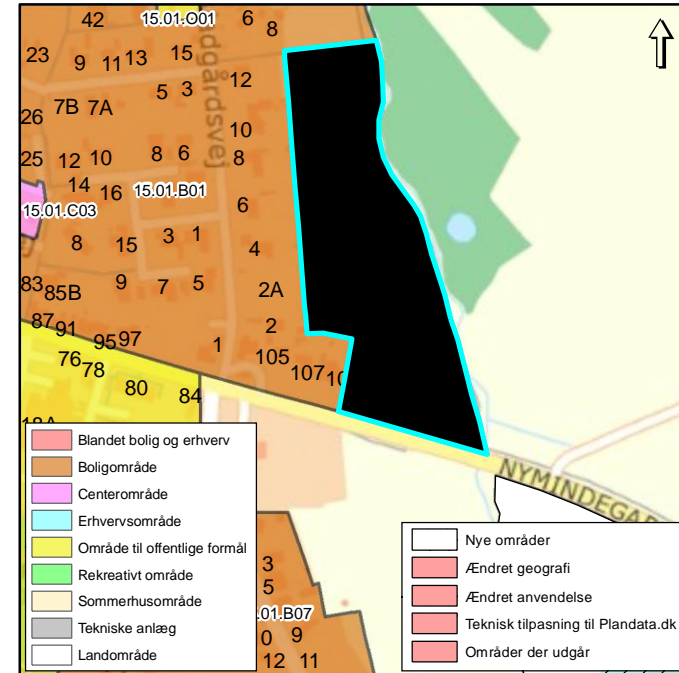 42
15.01.O01
6
8
23
9
11
13
15
12
5
3
26
7B
7A
10
25
12
10
8
6
8
14
16
15.01.B01
15.01.C03
6
8
15
3
1
4
83
85B
9
7
5
2A
87
91
2
95
97
1
105
76
78
107
80
84
NYMINDEGA
Blandet bolig og erhverv
Boligområde
Centerområde
Erhvervsområde
Område til offentlige formål
Rekreativt område
Sommerhusområde
Tekniske anlæg
Landområde
3
5
.01.B07
0
9
12
11
Nye områder
Ændret geografi
Ændret anvendelse
Teknisk tilpasning til Plandata.dk
Områder der udgår